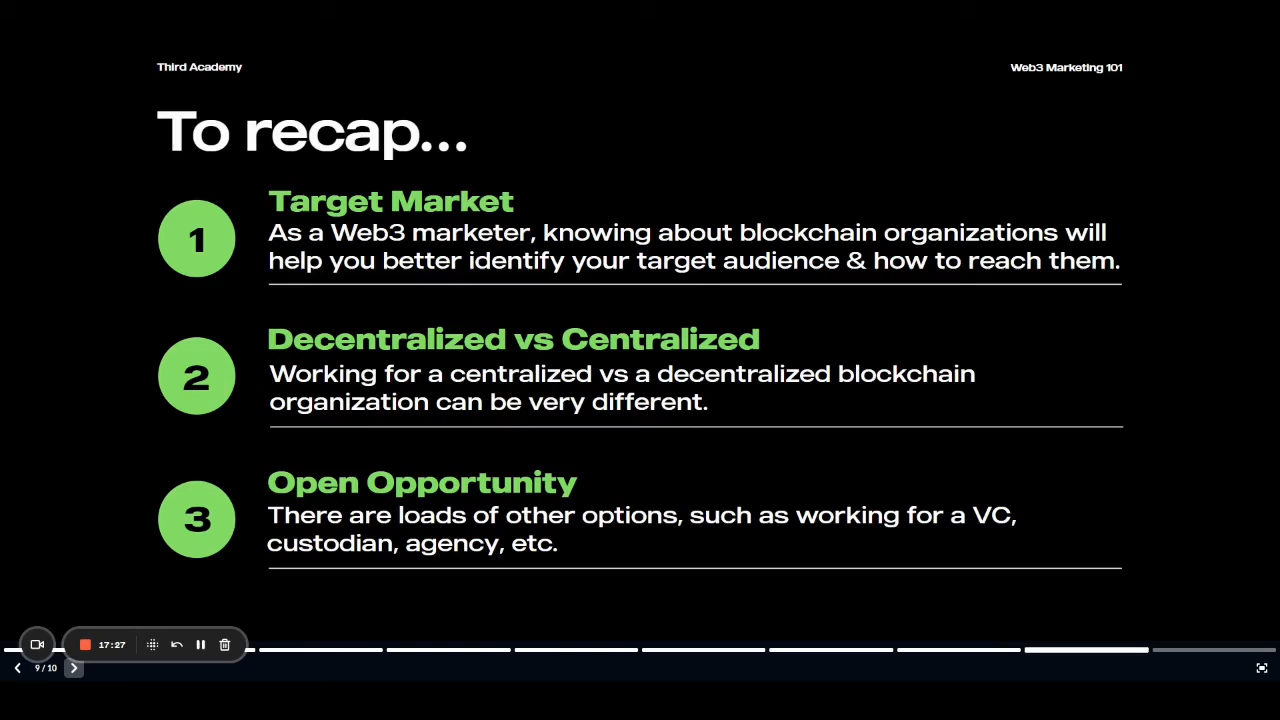 Third Academy
Web3 Marketing 101
To recap...
1
Target Market
As a Web3 marketer, knowing about blockchain organizations will
help you better identify your target audience & how to reach them.
2
Decentralized vs Centralized
Working for a centralized vs a decentralized blockchain
organization can be very different.
3
Open Opportunity
There are loads of other options, such as working for a VC,
custodian, agency, etc.
17:27
9 / 10